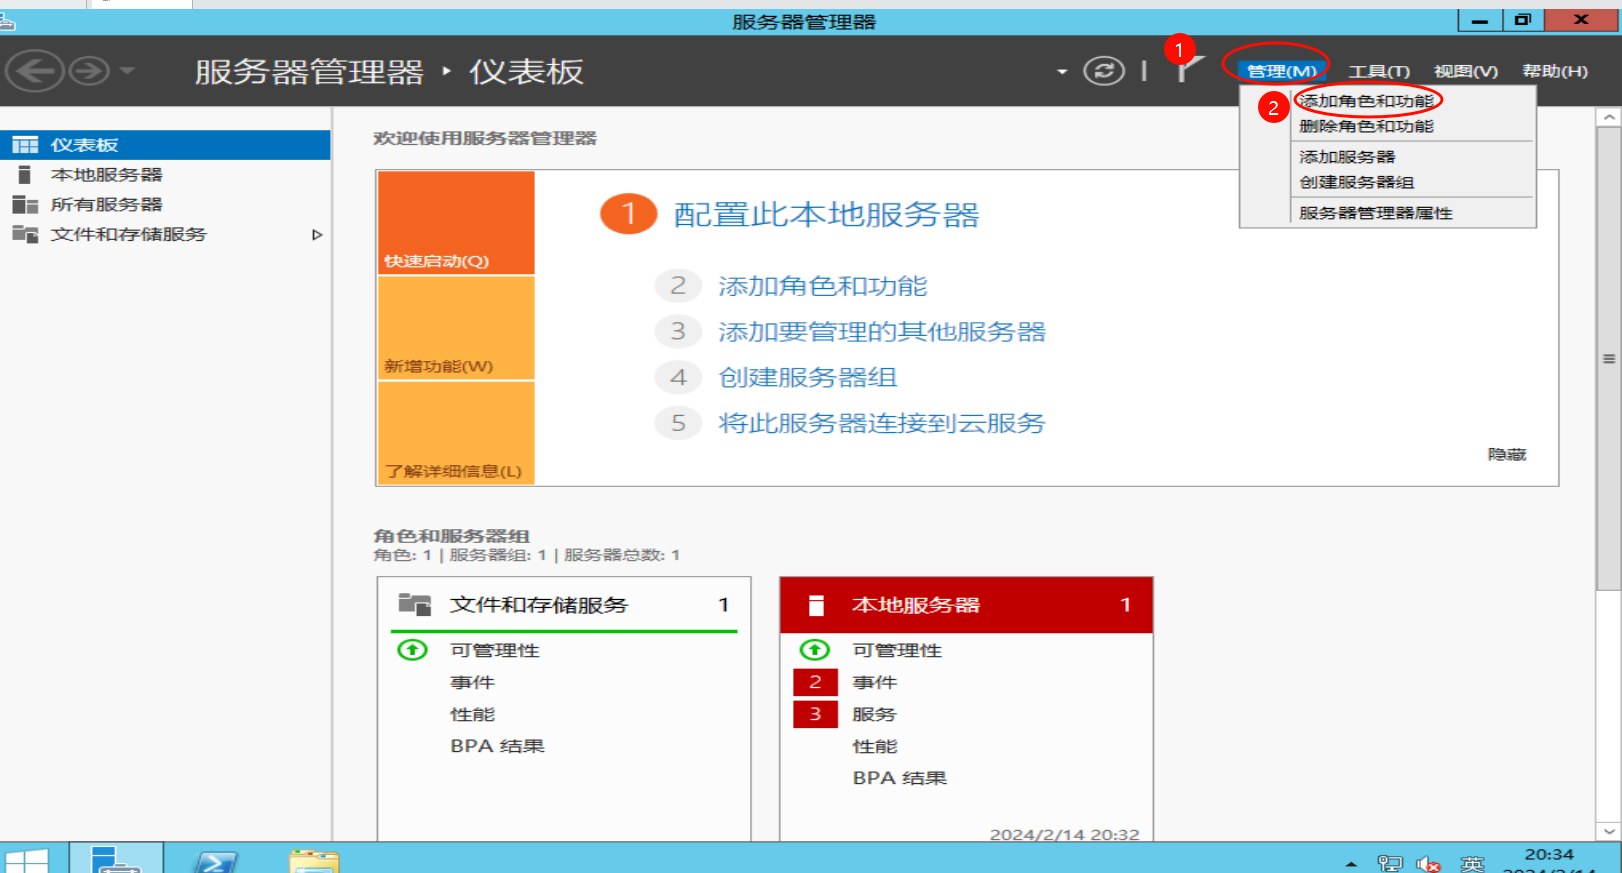 服务器管理器
服务器管理器 ‣ 仪表板
1
管理(M)
工具(T)
视图(V)
帮助(H)
2
添加角色和功能
删除角色和功能
添加服务器
创建服务器组
服务器管理器属性
仪表板
本地服务器
所有服务器
文件和存储服务
欢迎使用服务器管理器
快速启动(Q)
新增功能(W)
了解详细信息(L)
1 配置此本地服务器
2 添加角色和功能
3 添加要管理的其他服务器
4 创建服务器组
5 将此服务器连接到云服务
隐藏
角色和服务器组
角色: 1 | 服务器组: 1 | 服务器总数: 1
文件和存储服务 1
可管理性
事件
性能
BPA 结果
本地服务器 1
可管理性
2 事件
3 服务
性能
BPA 结果
2024/2/14 20:32
英
20:34